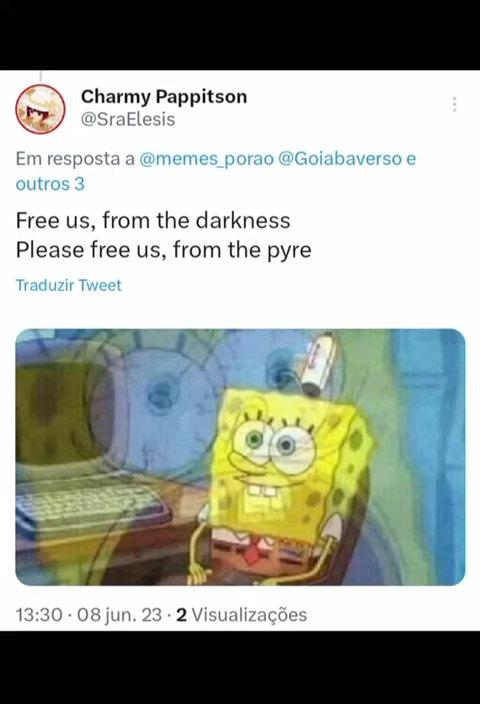 Charmy Pappitson
@SraElesis
Em resposta a @memes_porao @Goiabaverso e
outros 3
Free us, from the darkness
Please free us, from the pyre
Traduzir Tweet
13:30 · 08 jun. 23 · 2 Visualizações